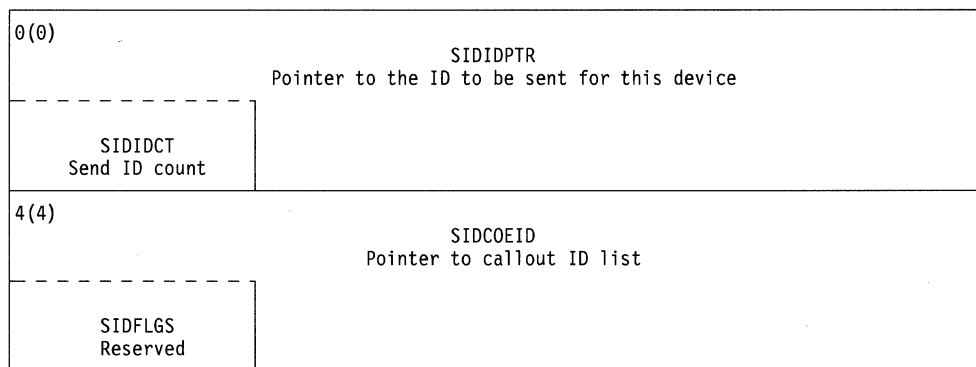 0(0)
SIDIDPTR
Pointer to the ID to be sent for this device
SIDIDCT
Send ID count
4(4)
SIDCOEID
Pointer to callout ID list
SIDFLGS
Reserved